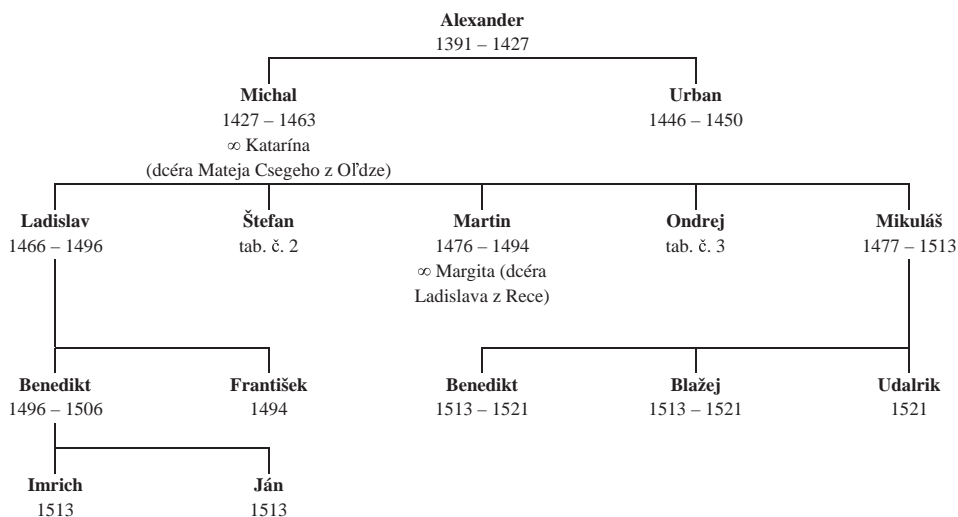 Alexander
1391 – 1427
Michal
1427 – 1463
∞ Katarína
(dcéra Mateja Csegeho z Oľdze)
Urban
1446 – 1450
Ladislav
1466 – 1496
Štefan
tab. č. 2
Martin
1476 – 1494
∞ Margita (dcéra
Ladislava z Rece)
Ondrej
tab. č. 3
Mikuláš
1477 – 1513
Benedikt
1496 – 1506
František
1494
Benedikt
1513 – 1521
Blažej
1513 – 1521
Udalrik
1521
Imrich
1513
Ján
1513